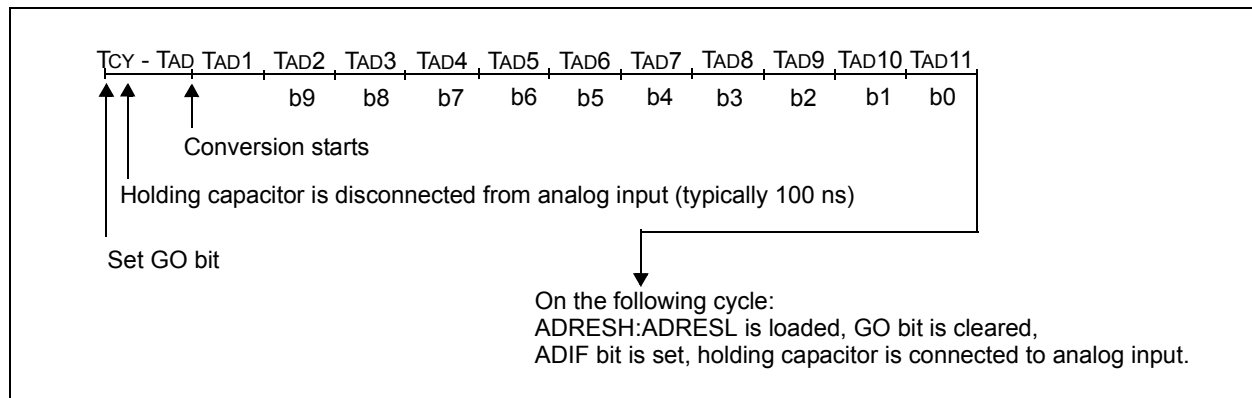 TCY - TAD TAD1 TAD2 TAD3 TAD4 TAD5 TAD6 TAD7 TAD8 TAD9 TAD10 TAD11
b9 b8 b7 b6 b5 b4 b3 b2 b1 b0
Conversion starts
Holding capacitor is disconnected from analog input (typically 100 ns)
Set GO bit
On the following cycle:
ADRESH:ADRESL is loaded, GO bit is cleared,
ADIF bit is set, holding capacitor is connected to analog input.